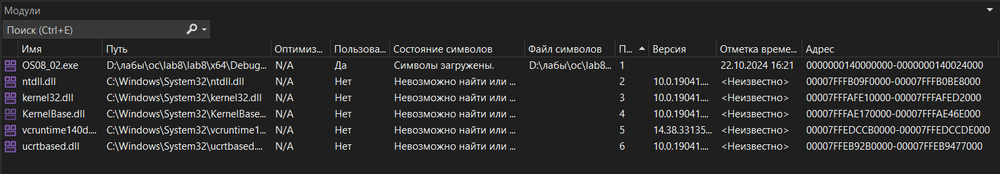 Модули
Поиск (Ctrl+E)
Имя Путь Оптимиз... Пользова... Состояние символов Файл символов П... Версия Отметка време... Адрес
OS08_02.exe D:\лабы\ос\lab8\lab8\x64\Debug... N/A Да Символы загружены. D:\лабы\ос\lab8... 1 22.10.2024 16:21 0000000140000000-0000000140024000
ntdll.dll C:\Windows\System32\ntdll.dll N/A Нет Невозможно найти или ... 2 10.0.19041.... <Неизвестно> 00007FFFB09F0000-00007FFFB0BE8000
kernel32.dll C:\Windows\System32\kernel32.dll N/A Нет Невозможно найти или ... 3 10.0.19041.... <Неизвестно> 00007FFFAFE10000-00007FFFAFED2000
KernelBase.dll C:\Windows\System32\KernelBase... N/A Нет Невозможно найти или ... 4 10.0.19041.... <Неизвестно> 00007FFFAE170000-00007FFFAE46E000
vcruntime140d.... C:\Windows\System32\vcruntime1... N/A Нет Невозможно найти или ... 5 14.38.33135... <Неизвестно> 00007FFEDCCB0000-00007FFEDCCDE000
ucrtbased.dll C:\Windows\System32\ucrtbased.... N/A Нет Невозможно найти или ... 6 10.0.19041.... <Неизвестно> 00007FFEB92B0000-00007FFEB9477000